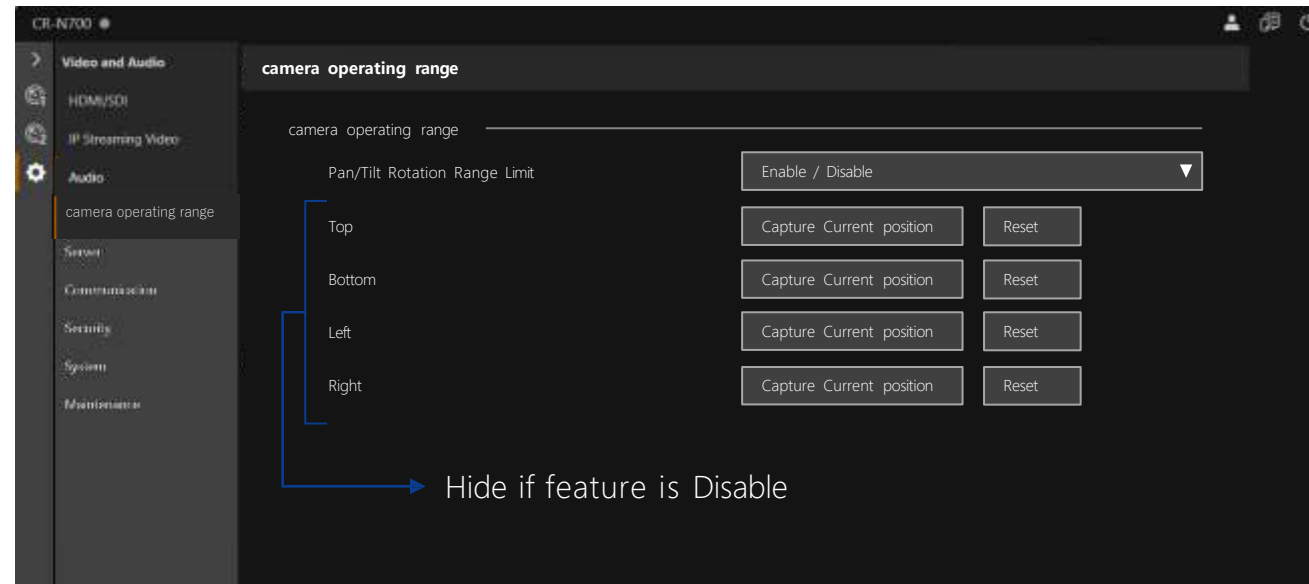 CR-N700
Video and Audio
HDMI/SDI
IP Streaming Video
Audio
camera operating range
Server
Communication
Security
System
Maintenance
camera operating range
camera operating range
Pan/Tilt Rotation Range Limit
Enable / Disable
Top
Capture Current position
Reset
Bottom
Capture Current position
Reset
Left
Capture Current position
Reset
Right
Capture Current position
Reset
Hide if feature is Disable